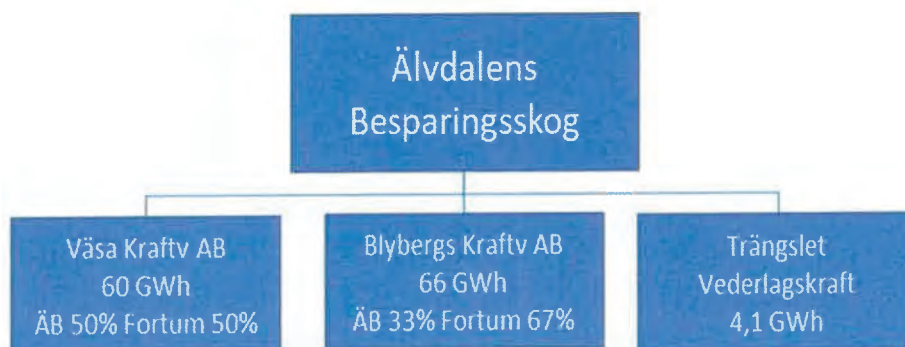 Älvdalens
Besparingsskog
Väsa Kraftv AB
60 GWh
ÄB 50% Fortum 50%
Blybergs Kraftv AB
66 GWh
ÄB 33% Fortum 67%
Trängslet
Vederlagskraft
4,1 GWh